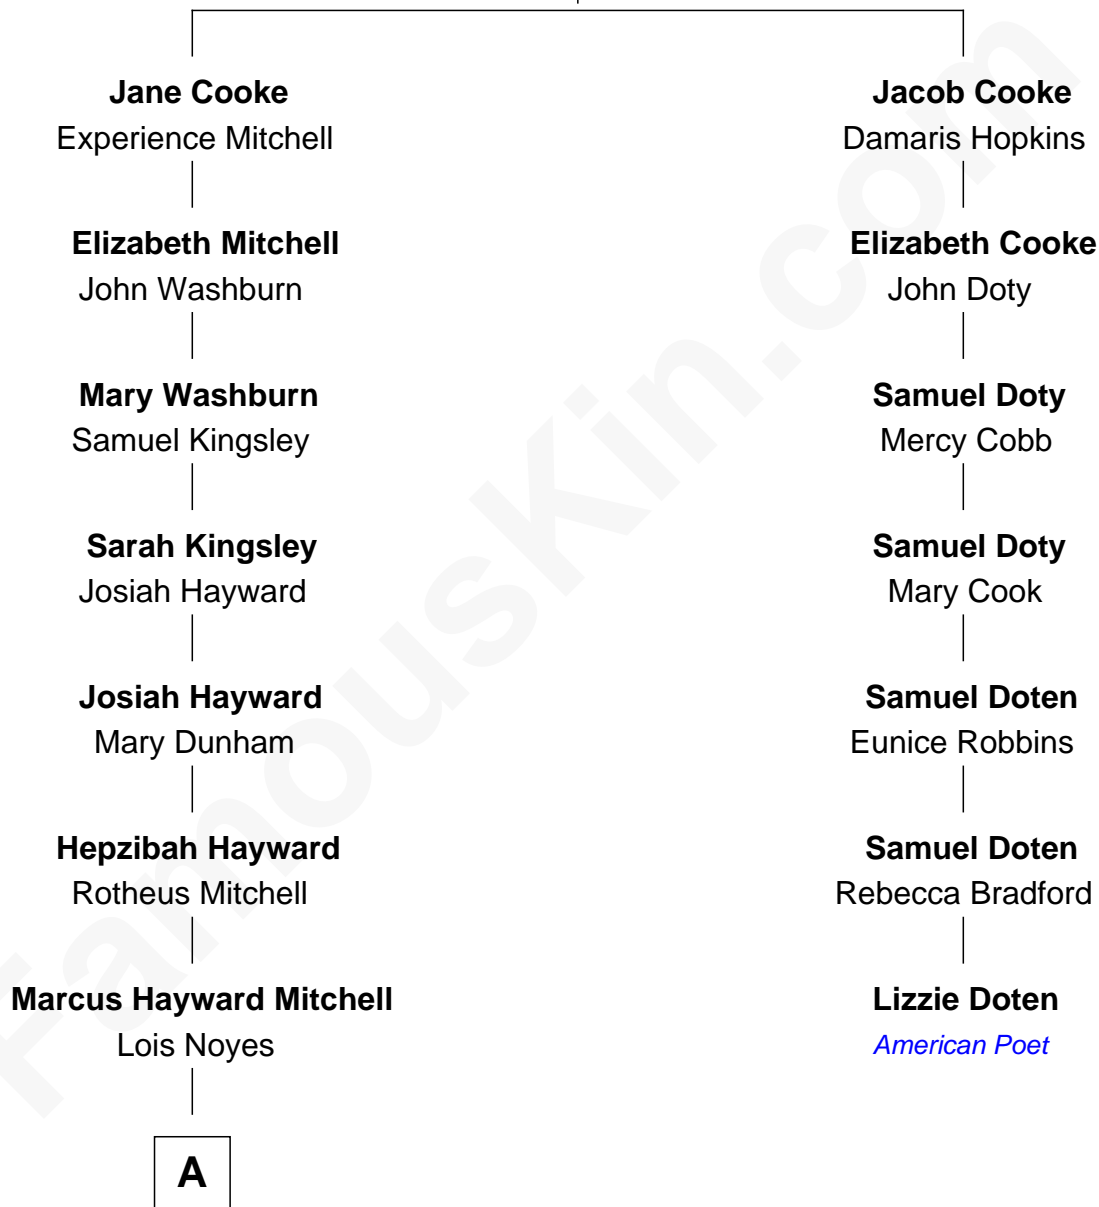 Jane Cooke
Experience Mitchell
Elizabeth Mitchell
John Washburn
Mary Washburn
Samuel Kingsley
Sarah Kingsley
Josiah Hayward
Josiah Hayward
Mary Dunham
Hepzibah Hayward
Rotheus Mitchell
Marcus Hayward Mitchell
Lois Noyes
A
Jacob Cooke
Damaris Hopkins
Elizabeth Cooke
John Doty
Samuel Doty
Mercy Cobb
Samuel Doty
Mary Cook
Samuel Doten
Eunice Robbins
Samuel Doten
Rebecca Bradford
Lizzie Doten
American Poet
FamousKin.com